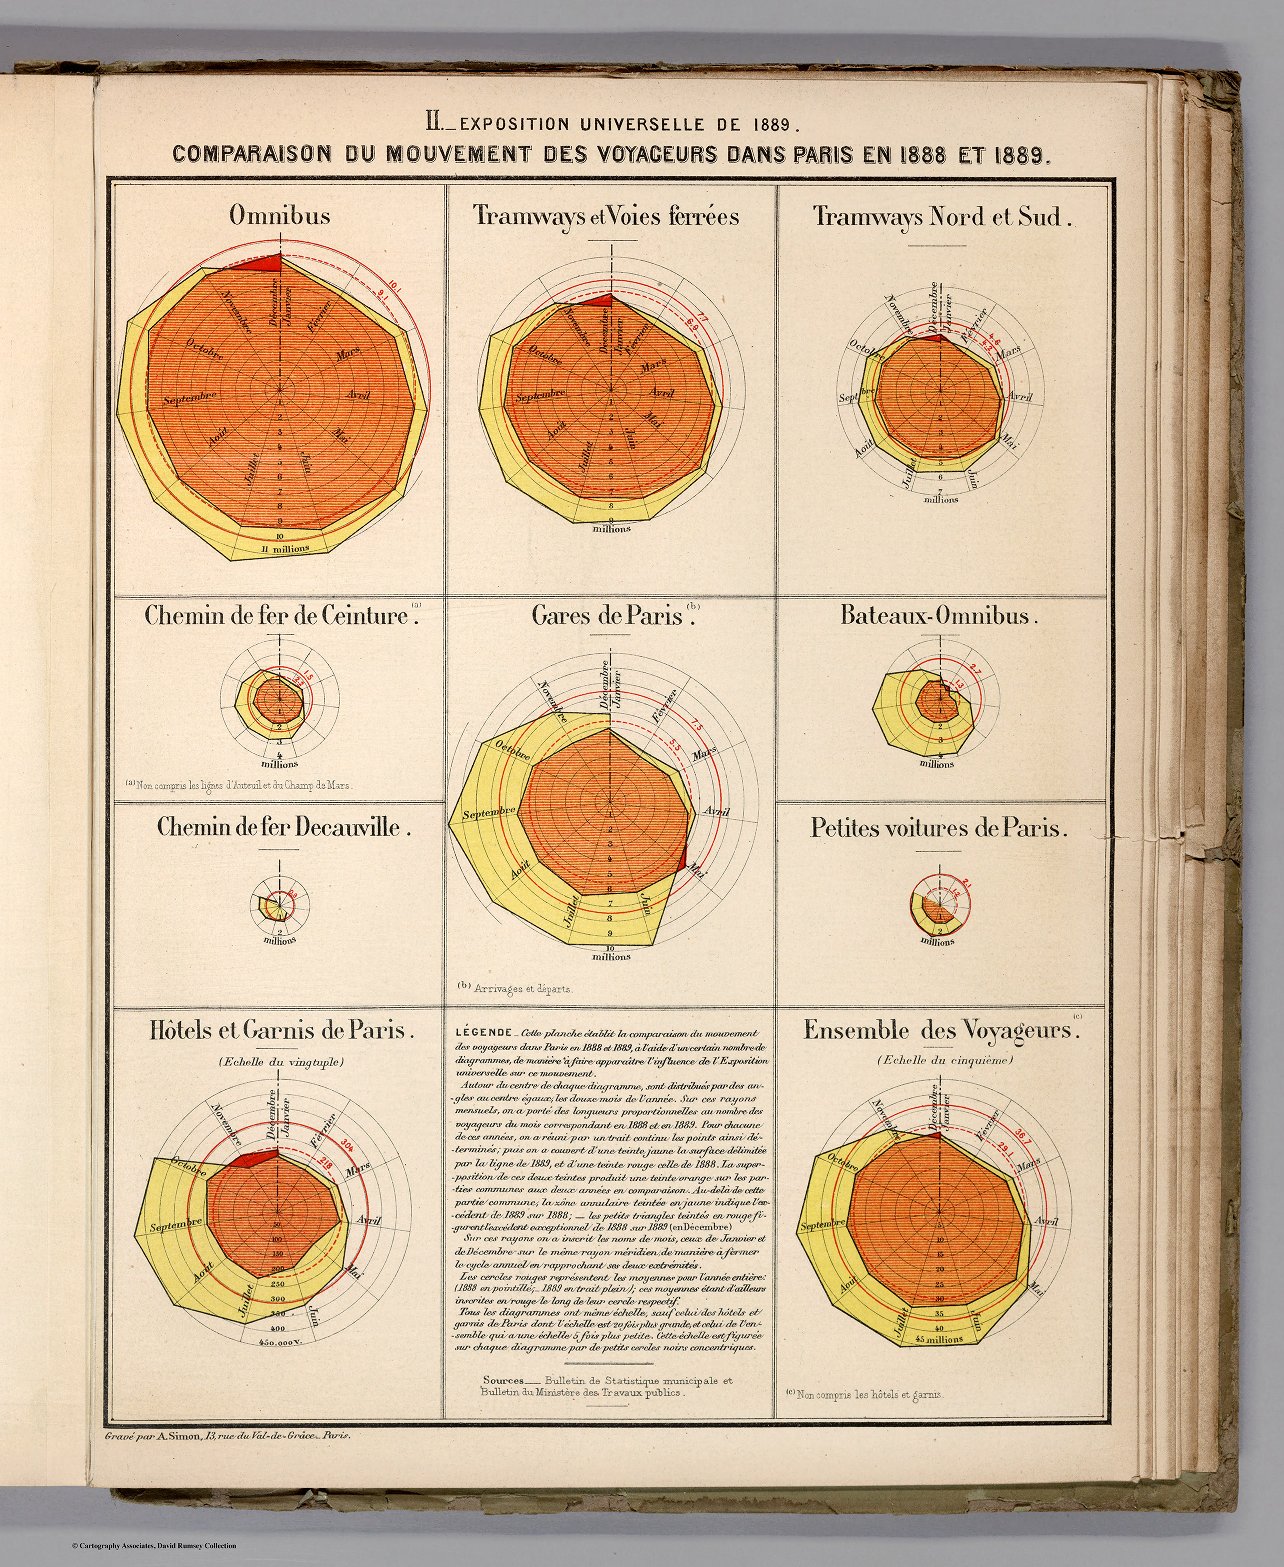 II._EXPOSITION UNIVERSELLE DE 1889.
COMPARAISON DU MOUVEMENT DES VOYAGEURS DANS PARIS EN 1888 ET 1889.
Omnibus
10.1
9.1
Décembre
Janvier
Février
Mars
Avril
Mai
Juin
Juillet
Août
Septembre
Octobre
Novembre
1
2
3
4
5
6
7
8
9
10
11 millions
Tramways et Voies ferrées
7.7
6.9
Décembre
Janvier
Février
Mars
Avril
Mai
Juin
Juillet
Août
Septembre
Octobre
Novembre
1
2
3
4
5
6
7
8
9
millions
Tramways Nord et Sud.
4.6
4.3
Décembre
Janvier
Février
Mars
Avril
Mai
Juin
Juillet
Août
Septbre
Octobre
Novembre
1
2
3
4
5
6
7
millions
Chemin de fer de Ceinture.(a)
1
2
3
4
millions
(a) Non compris les lignes d'Auteuil et du Champ de Mars.
Gares de Paris.(b)
7.5
5.5
Décembre
Janvier
Février
Mars
Avril
Mai
Juin
Juillet
Août
Septembre
Octobre
Novembre
2
3
4
5
6
7
8
9
10
millions
(b) Arrivages et départs.
Bateaux-Omnibus.
2.7
1.3
2
3
4
millions
Chemin de fer Decauville.
1
2
millions
Petites voitures de Paris.
2.1
1
2
millions
Hôtels et Garnis de Paris.
(Echelle du vingtuple)
304
218
Décembre
Janvier
Février
Mars
Avril
Mai
Juin
Juillet
Août
Septembre
Octobre
Novembre
50
100
150
200
250
300
350
400
450,000 v.
LÉGENDE_ Cette planche établit la comparaison du mouvement
des voyageurs dans Paris en 1888 et 1889, à l'aide d'un certain nombre de
diagrammes, de manière à faire apparaître l'influence de l'Exposition
universelle sur ce mouvement.
Autour du centre de chaque diagramme, sont distribués par des an-
-gles au centre égaux, les douze mois de l'année. Sur ces rayons
mensuels, on a porté des longueurs proportionnelles au nombre des
voyageurs du mois correspondant en 1888 et en 1889. Pour chacune
de ces années, on a réuni par un trait continu les points ainsi dé-
-terminés; puis on a couvert d'une teinte jaune la surface délimitée
par la ligne de 1889, et d'une teinte rouge celle de 1888. La super-
-position de ces deux teintes produit une teinte orange sur les par-
-ties communes aux deux années en comparaison. Au-delà de cette
partie commune, la zône annulaire teintée en jaune indique l'ex-
-cédent de 1889 sur 1888; _ les petits triangles teintés en rouge fi-
-gurent l'excédent exceptionnel de 1888 sur 1889 (en Décembre)
Sur ces rayons on a inscrit les noms de mois, ceux de Janvier et
de Décembre sur le même rayon méridien, de manière à fermer
le cycle annuel en rapprochant ses deux extrémités.
Les cercles rouges représentent les moyennes pour l'année entière:
(1888 en pointillé;_1889 en trait plein); ces moyennes étant d'ailleurs
inscrites en rouge le long de leur cercle respectif.
Tous les diagrammes ont même échelle, sauf celui des hôtels et
garnis de Paris dont l'échelle est 20 fois plus grande, et celui de l'en-
-semble qui a une échelle 5 fois plus petite. Cette échelle est figurée
sur chaque diagramme par de petits cercles noirs concentriques.
Sources___ Bulletin de Statistique municipale et
Bulletin du Ministère des Travaux publics.
Ensemble des Voyageurs.(c)
(Echelle du cinquième)
36.7
29.1
Décembre
Janvier
Février
Mars
Avril
Mai
Juin
Juillet
Août
Septembre
Octobre
Novembre
5
10
15
20
25
30
35
40
45 millions
(c) Non compris les hôtels et garnis.
Gravé par A. Simon, 13, rue du Val-de-Grâce_ Paris.
© Cartography Associates, David Rumsey Collection